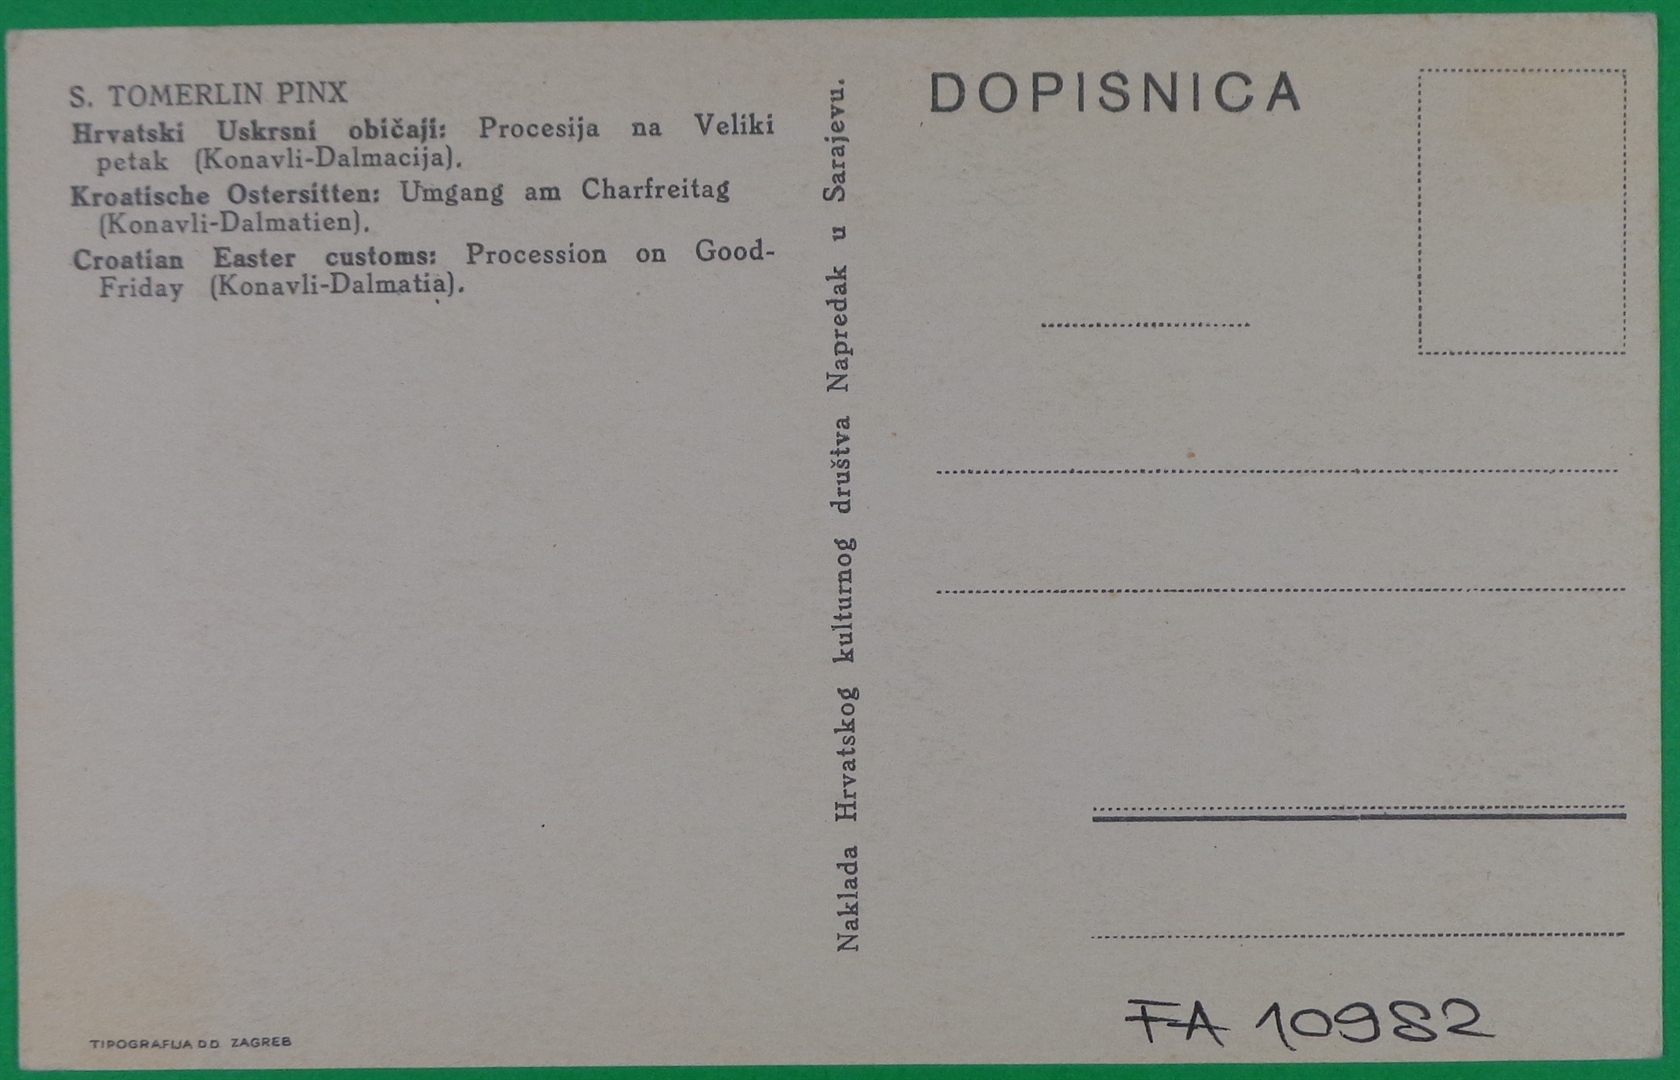 S. TOMERLIN PINX
Hrvatski Uskrsni običaji: Procesija na Veliki
petak (Konavli-Dalmacija).
Kroatische Ostersitten: Umgang am Charfreitag
(Konavli-Dalmatien).
Croatian Easter customs: Procession on Good-
Friday (Konavli-Dalmatia).
TIPOGRAFIJA D.D. ZAGREB
Naklada Hrvatskog kulturnog društva Napredak u Sarajevu.
DOPISNICA
FA 10982